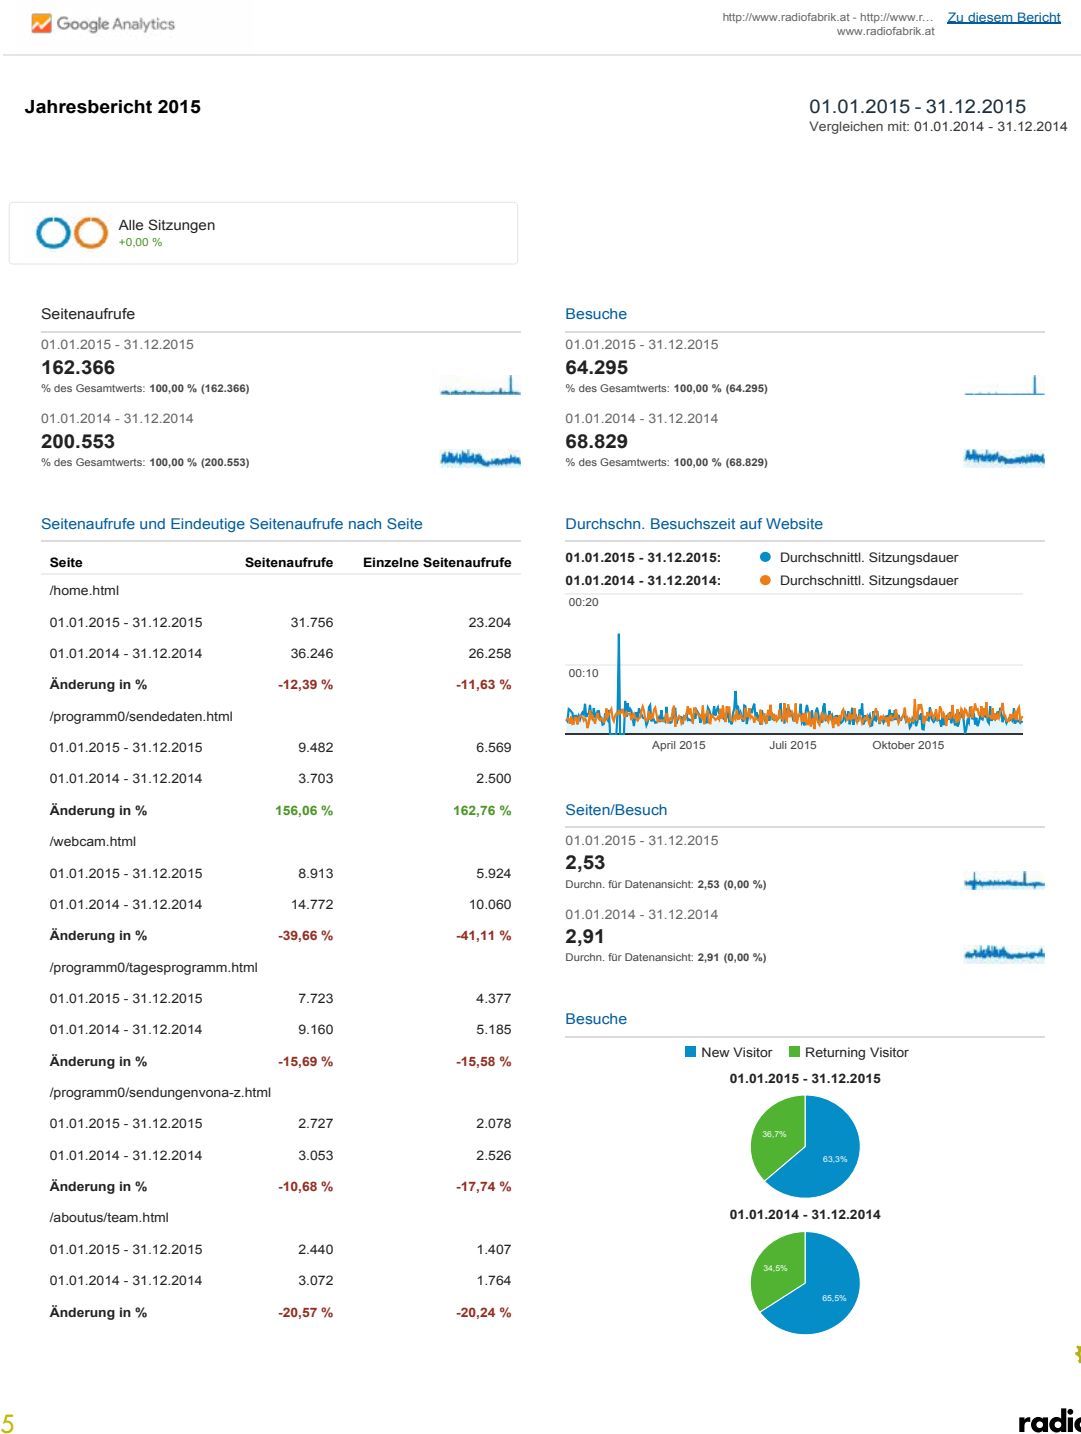 Google Analytics
http://www.radiofabrik.at - http://www.r... Zu diesem Bericht
www.radiofabrik.at
Jahresbericht 2015
01.01.2015 - 31.12.2015
Vergleichen mit: 01.01.2014 - 31.12.2014
Alle Sitzungen
+0,00 %
Seitenaufrufe
01.01.2015 - 31.12.2015
162.366
% des Gesamtwerts: 100,00 % (162.366)
01.01.2014 - 31.12.2014
200.553
% des Gesamtwerts: 100,00 % (200.553)
Besuche
01.01.2015 - 31.12.2015
64.295
% des Gesamtwerts: 100,00 % (64.295)
01.01.2014 - 31.12.2014
68.829
% des Gesamtwerts: 100,00 % (68.829)
Seitenaufrufe und Eindeutige Seitenaufrufe nach Seite
Seite Seitenaufrufe Einzelne Seitenaufrufe
/home.html
01.01.2015 - 31.12.2015 31.756 23.204
01.01.2014 - 31.12.2014 36.246 26.258
Änderung in % -12,39 % -11,63 %
/programm0/sendedaten.html
01.01.2015 - 31.12.2015 9.482 6.569
01.01.2014 - 31.12.2014 3.703 2.500
Änderung in % 156,06 % 162,76 %
/webcam.html
01.01.2015 - 31.12.2015 8.913 5.924
01.01.2014 - 31.12.2014 14.772 10.060
Änderung in % -39,66 % -41,11 %
/programm0/tagesprogramm.html
01.01.2015 - 31.12.2015 7.723 4.377
01.01.2014 - 31.12.2014 9.160 5.185
Änderung in % -15,69 % -15,58 %
/programm0/sendungenvona-z.html
01.01.2015 - 31.12.2015 2.727 2.078
01.01.2014 - 31.12.2014 3.053 2.526
Änderung in % -10,68 % -17,74 %
/aboutus/team.html
01.01.2015 - 31.12.2015 2.440 1.407
01.01.2014 - 31.12.2014 3.072 1.764
Änderung in % -20,57 % -20,24 %
Durchschn. Besuchszeit auf Website
01.01.2015 - 31.12.2015: Durchschnittl. Sitzungsdauer
01.01.2014 - 31.12.2014: Durchschnittl. Sitzungsdauer
00:20
00:10
April 2015 Juli 2015 Oktober 2015
Seiten/Besuch
01.01.2015 - 31.12.2015
2,53
Durchn. für Datenansicht: 2,53 (0,00 %)
01.01.2014 - 31.12.2014
2,91
Durchn. für Datenansicht: 2,91 (0,00 %)
Besuche
New Visitor Returning Visitor
01.01.2015 - 31.12.2015
36,7%
63,3%
01.01.2014 - 31.12.2014
34,5%
65,5%
5
radio